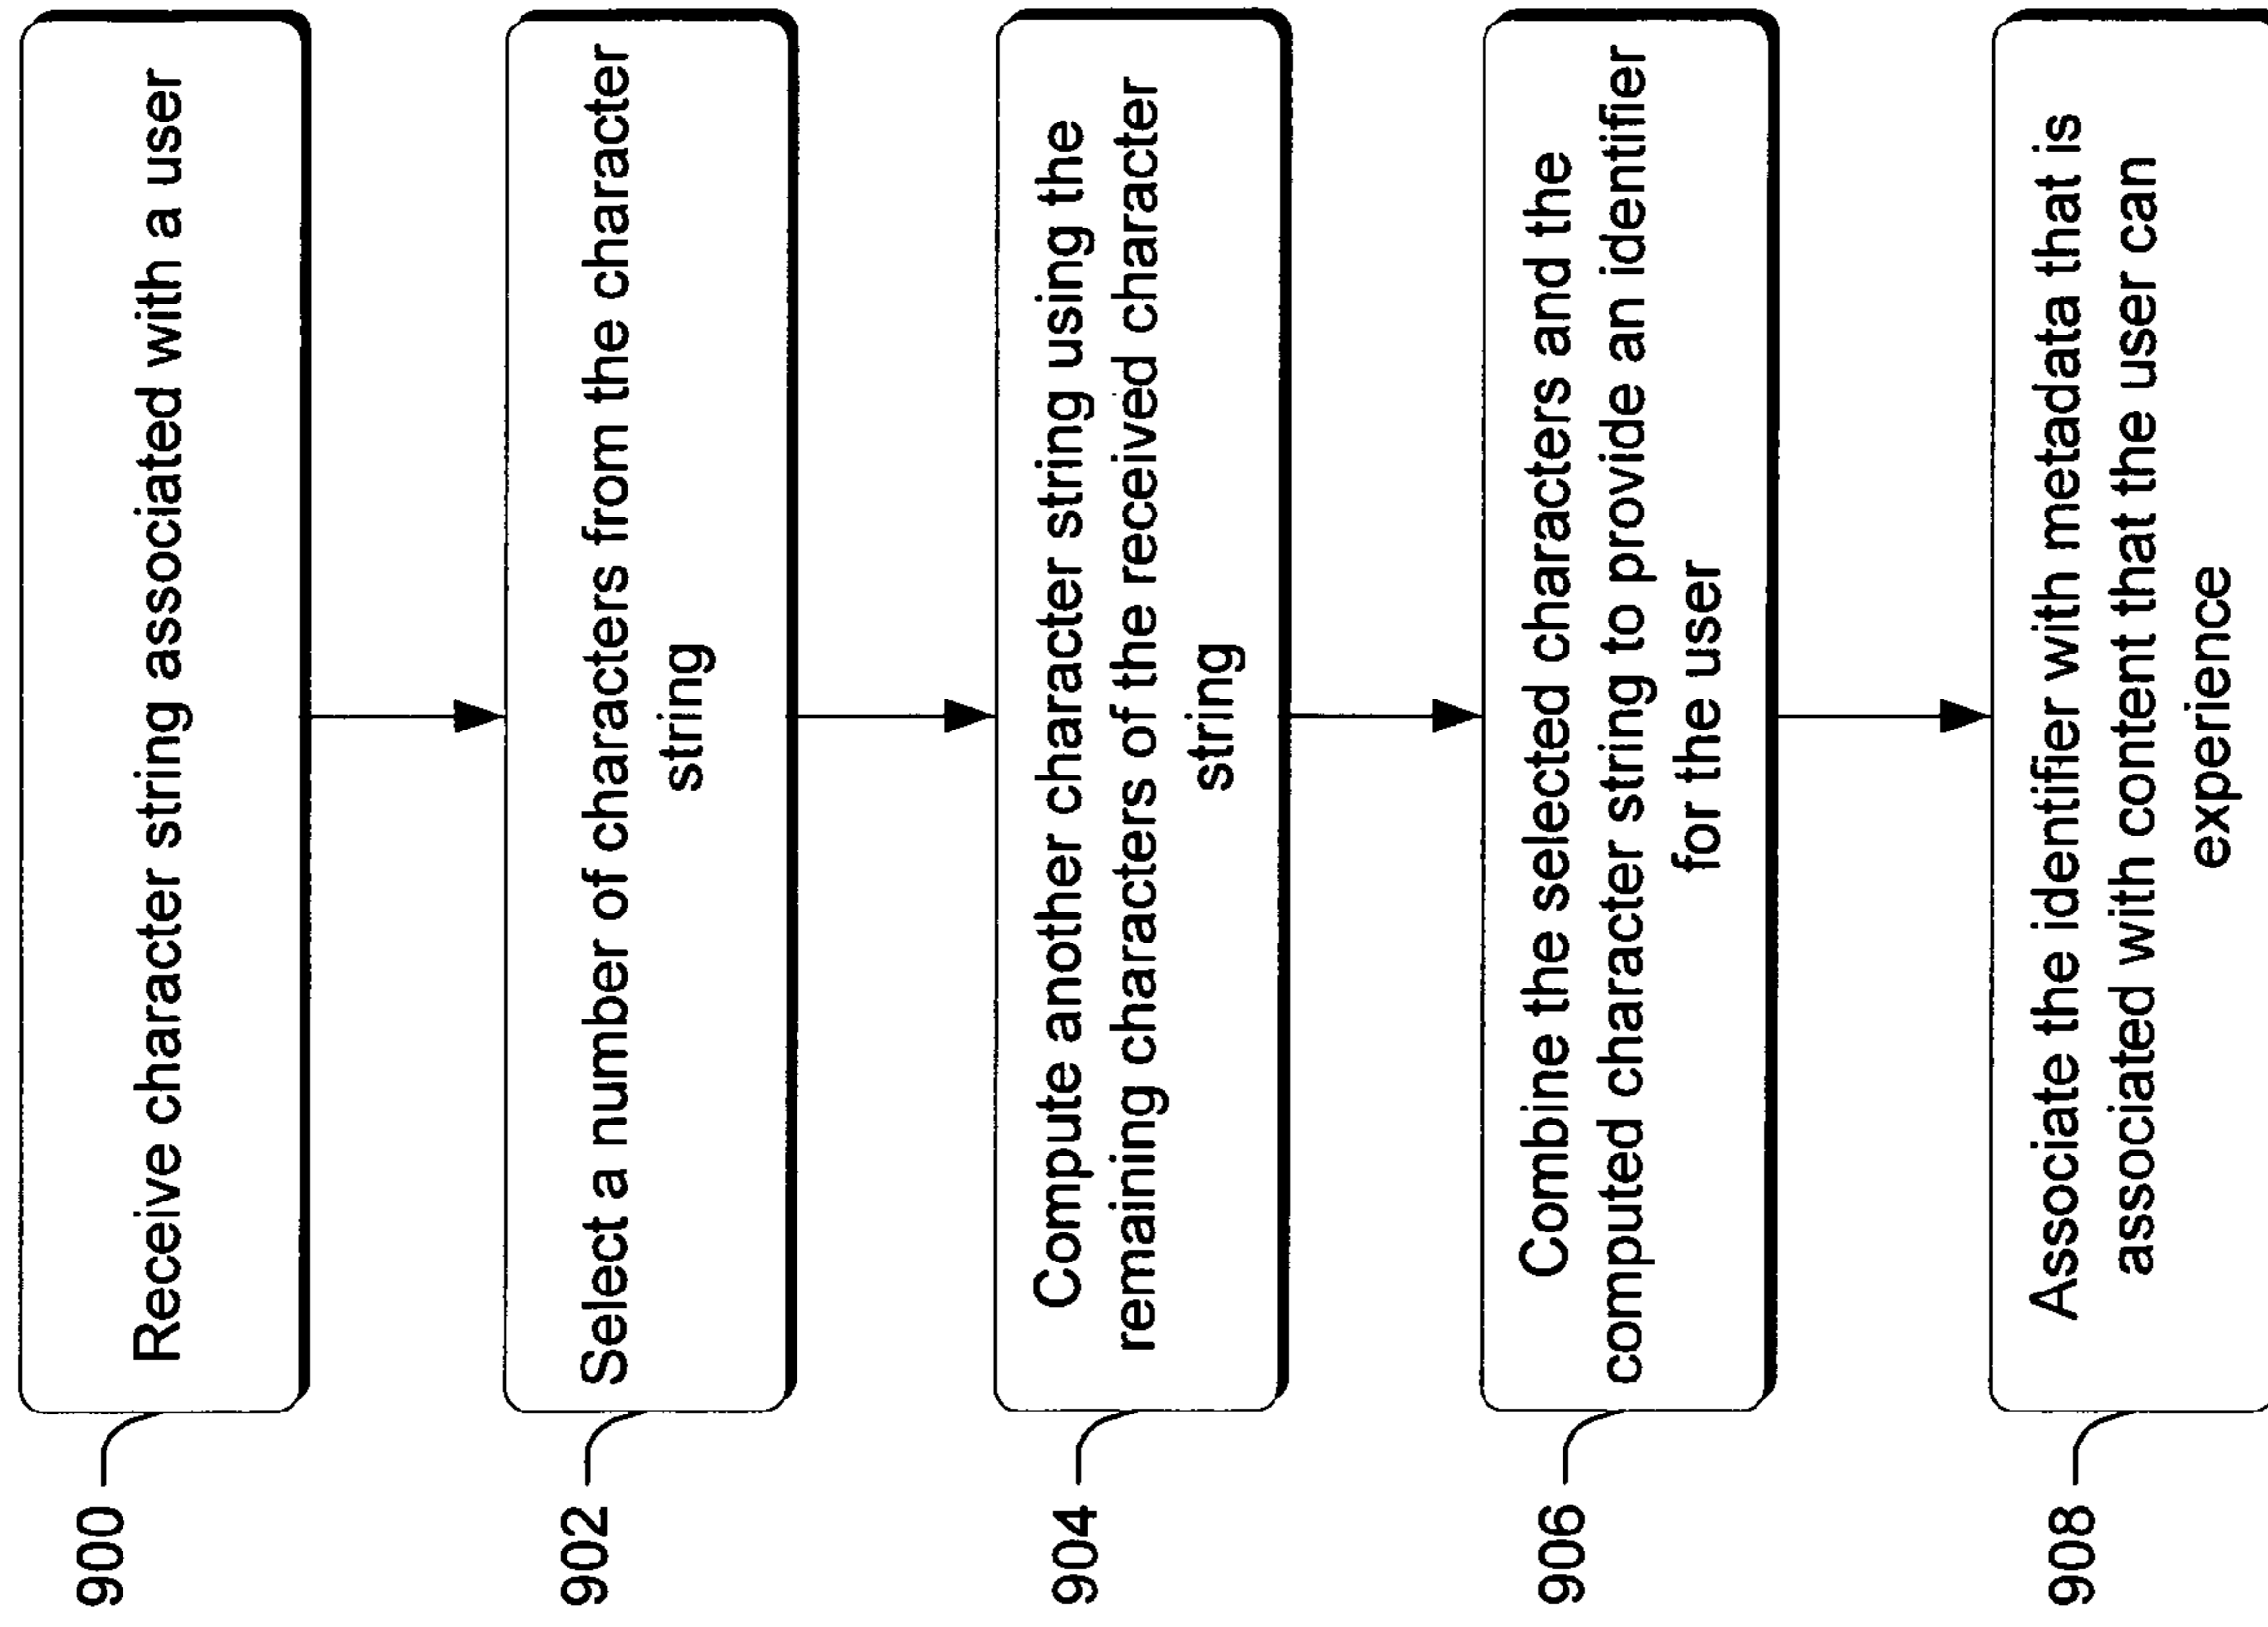 900
Receive character string associated with a user
902
Select a number of characters from the character
string
904
Compute another character string using the
remaining characters of the received character
string
906
Combine the selected characters and the
computed character string to provide an identifier
for the user
908
Associate the identifier with metadata that is
associated with content that the user can
experience